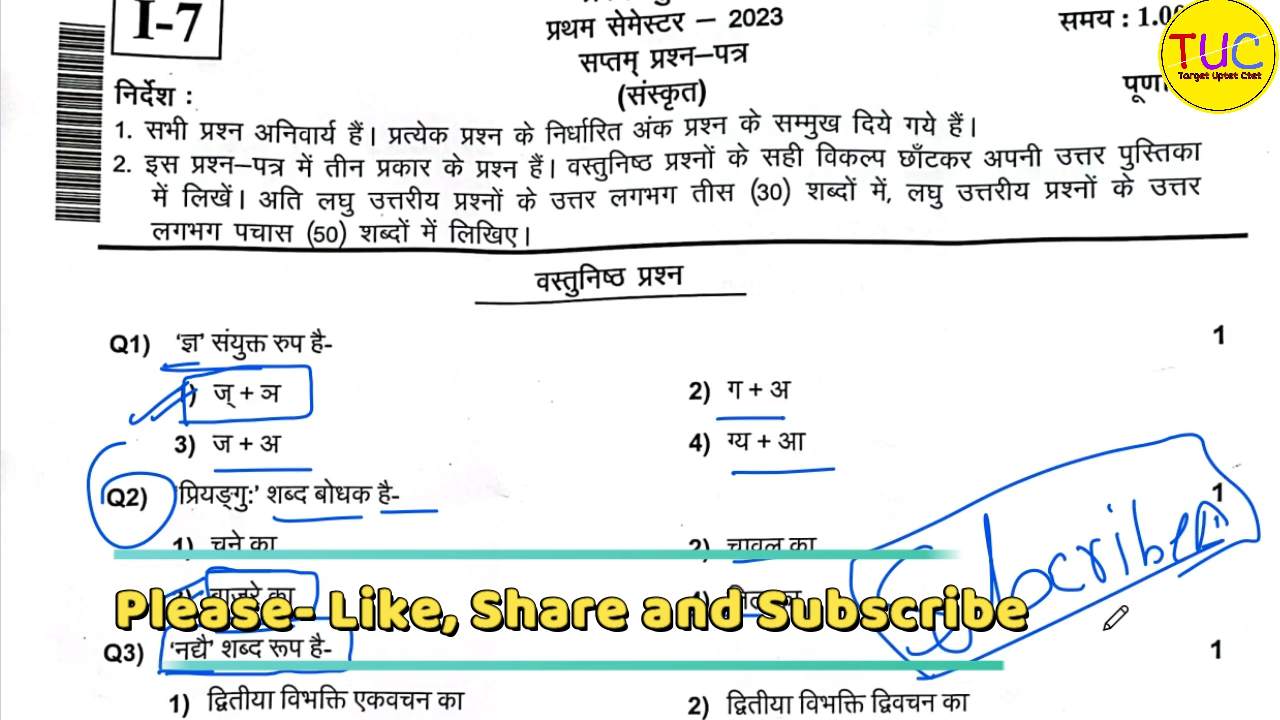 I-7
प्रथम सेमेस्टर – 2023
समय : 1.00
सप्तम् प्रश्न–पत्र
(संस्कृत)
TUC
Target Uptet Ctet
निर्देश :
1. सभी प्रश्न अनिवार्य हैं। प्रत्येक प्रश्न के निर्धारित अंक प्रश्न के सम्मुख दिये गये हैं।
2. इस प्रश्न–पत्र में तीन प्रकार के प्रश्न हैं। वस्तुनिष्ठ प्रश्नों के सही विकल्प छाँटकर अपनी उत्तर पुस्तिका
में लिखें। अति लघु उत्तरीय प्रश्नों के उत्तर लगभग तीस (30) शब्दों में, लघु उत्तरीय प्रश्नों के उत्तर
लगभग पचास (50) शब्दों में लिखिए।
वस्तुनिष्ठ प्रश्न
Q1) 'ज्ञ' संयुक्त रुप है- 1
) ज् + ञ 2) ग + अ
3) ज + अ 4) ग्य + आ
Q2) 'प्रियङ्गुः' शब्द बोधक है- 1
1) चने का 2) चावल का
बाजरे का
Please- Like, Share and Subscribe
Q3) 'नद्यै' शब्द रूप है- 1
1) द्वितीया विभक्ति एकवचन का 2) द्वितीया विभक्ति द्विवचन का